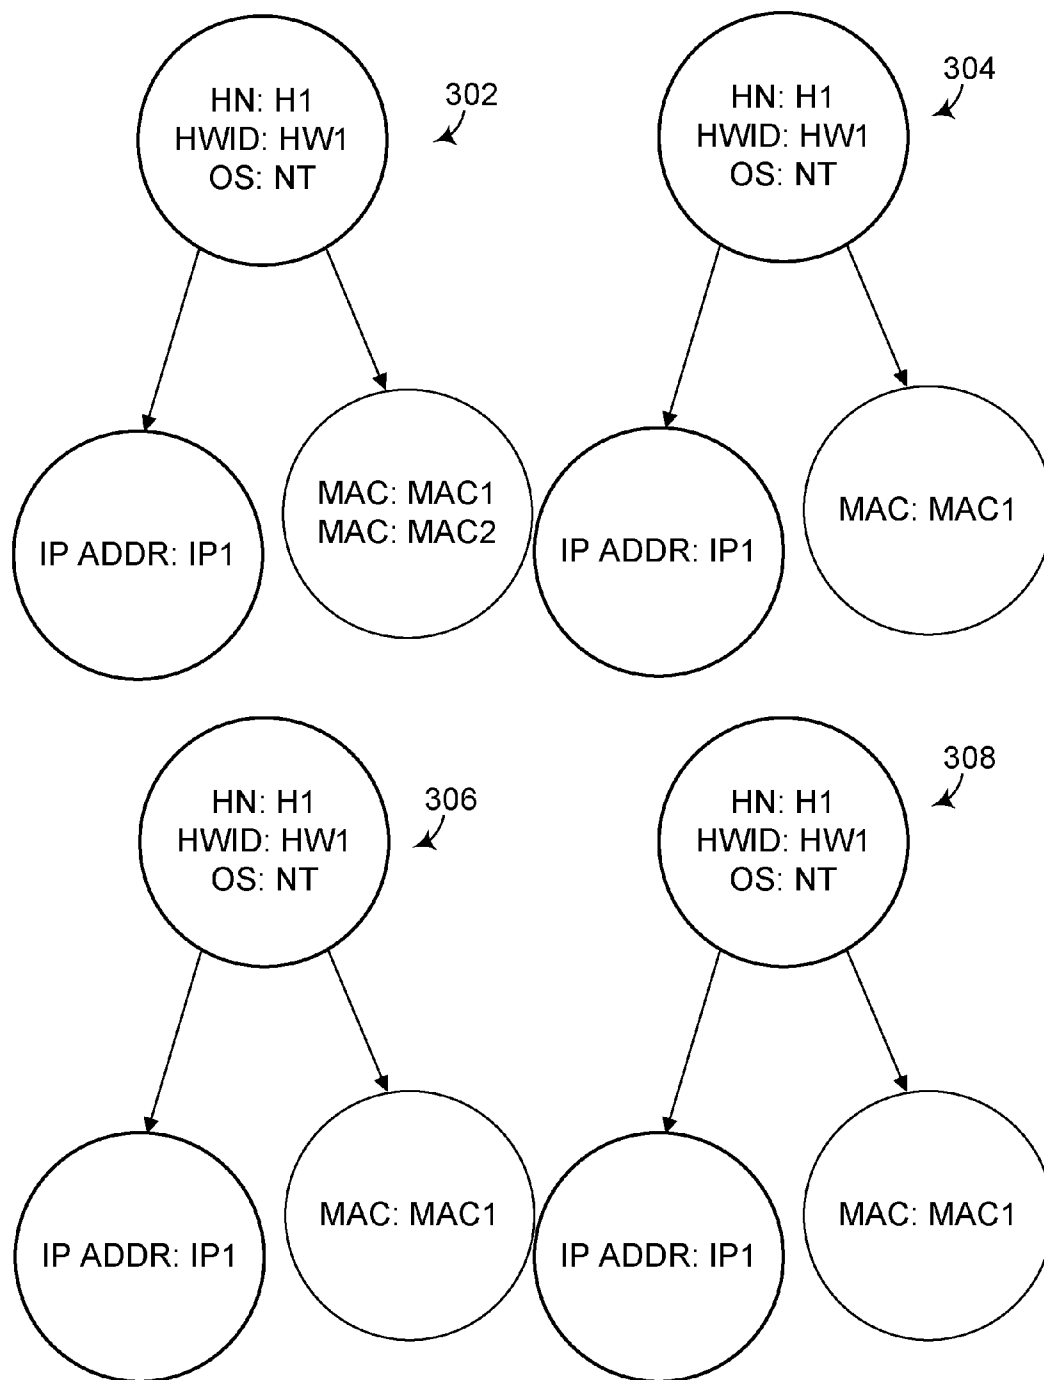 HN: H1
HWID: HW1
OS: NT
302
IP ADDR: IP1
MAC: MAC1
MAC: MAC2
HN: H1
HWID: HW1
OS: NT
304
IP ADDR: IP1
MAC: MAC1
HN: H1
HWID: HW1
OS: NT
306
IP ADDR: IP1
MAC: MAC1
HN: H1
HWID: HW1
OS: NT
308
IP ADDR: IP1
MAC: MAC1